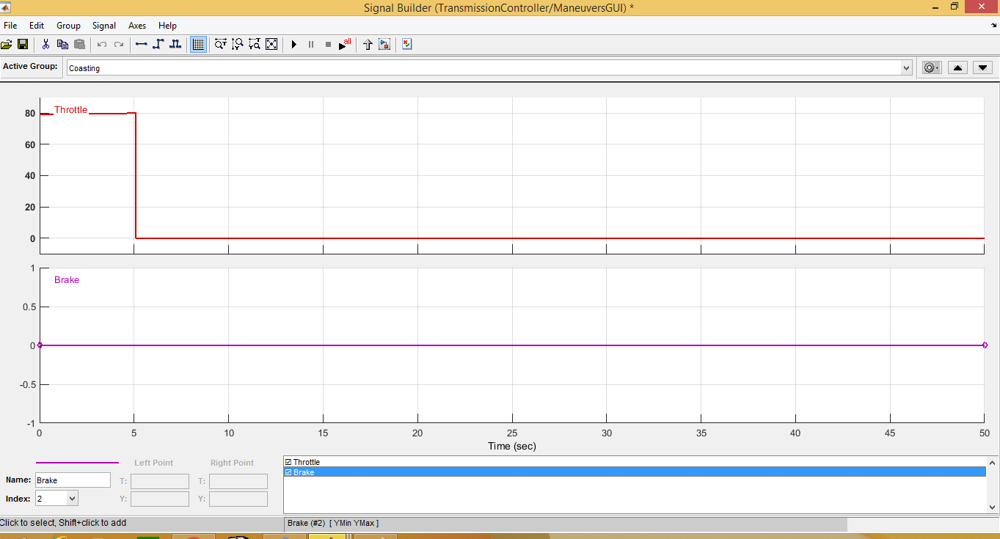 Signal Builder (TransmissionController/ManeuversGUI) *
File Edit Group Signal Axes Help
all
Active Group: Coasting
Throttle
80
60
40
20
0
Brake
1
0.5
0
-0.5
-1
0 5 10 15 20 25 30 35 40 45 50
Time (sec)
Left Point Right Point
Name: Brake T: T:
Index: 2 Y: Y:
Throttle
Brake
Click to select, Shift+click to add Brake (#2) [ YMin YMax ]